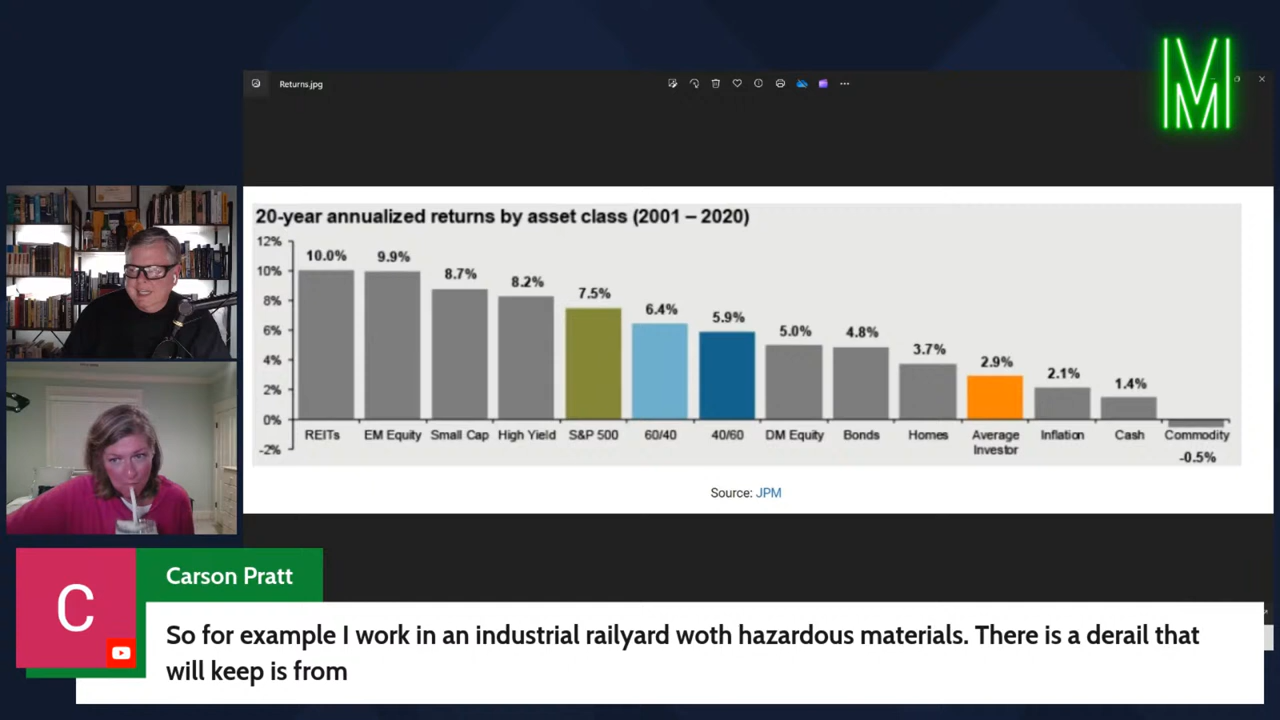 Returns.jpg
M
20-year annualized returns by asset class (2001 – 2020)
12%
10%
8%
6%
4%
2%
0%
-2%
10.0%
9.9%
8.7%
8.2%
7.5%
6.4%
5.9%
5.0%
4.8%
3.7%
2.9%
2.1%
1.4%
REITs
EM Equity
Small Cap
High Yield
S&P 500
60/40
40/60
DM Equity
Bonds
Homes
Average
Investor
Inflation
Cash
Commodity
-0.5%
Source: JPM
C
Carson Pratt
So for example I work in an industrial railyard woth hazardous materials. There is a derail that
will keep is from